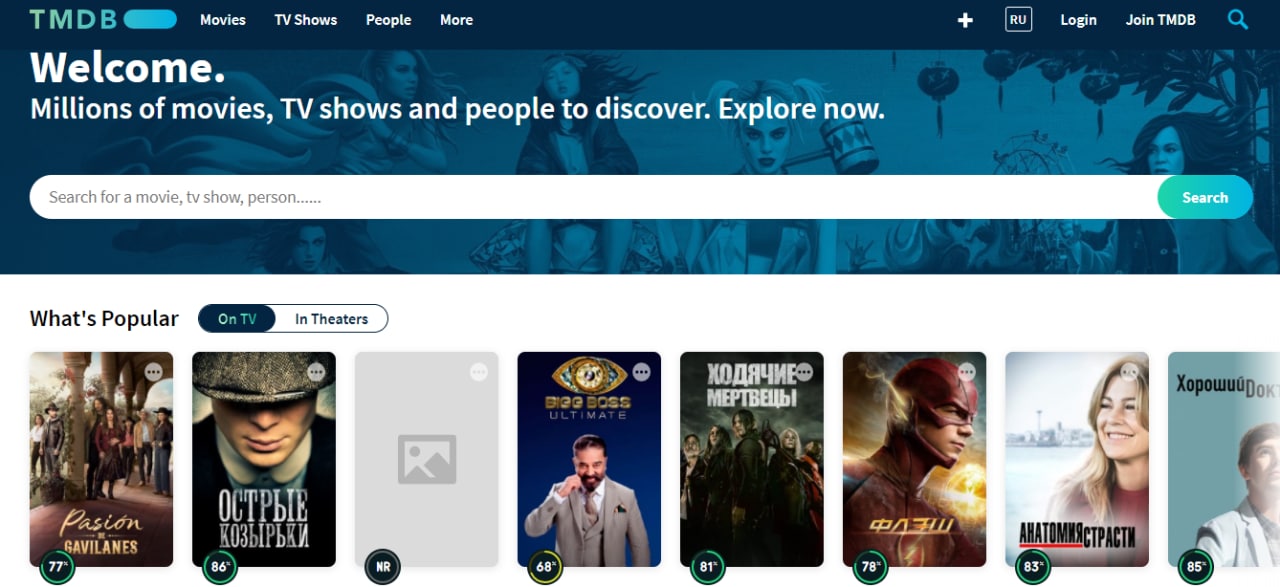 TMDB Movies TV Shows People More RU Login Join TMDB
Welcome.
Millions of movies, TV shows and people to discover. Explore now.
Search for a movie, tv show, person...... Search
What's Popular On TV In Theaters
Pasión
DE
GAVILANES
77%
ОСТРЫЕ
КОЗЫРЬКИ
86%
NR
BIGG BOSS
ULTIMATE
68%
ХОДЯЧИЕ
МЕРТВЕЦЫ
81%
ФЛЭШ
78%
АНАТОМИЯ СТРАСТИ
83%
Хороший
85%